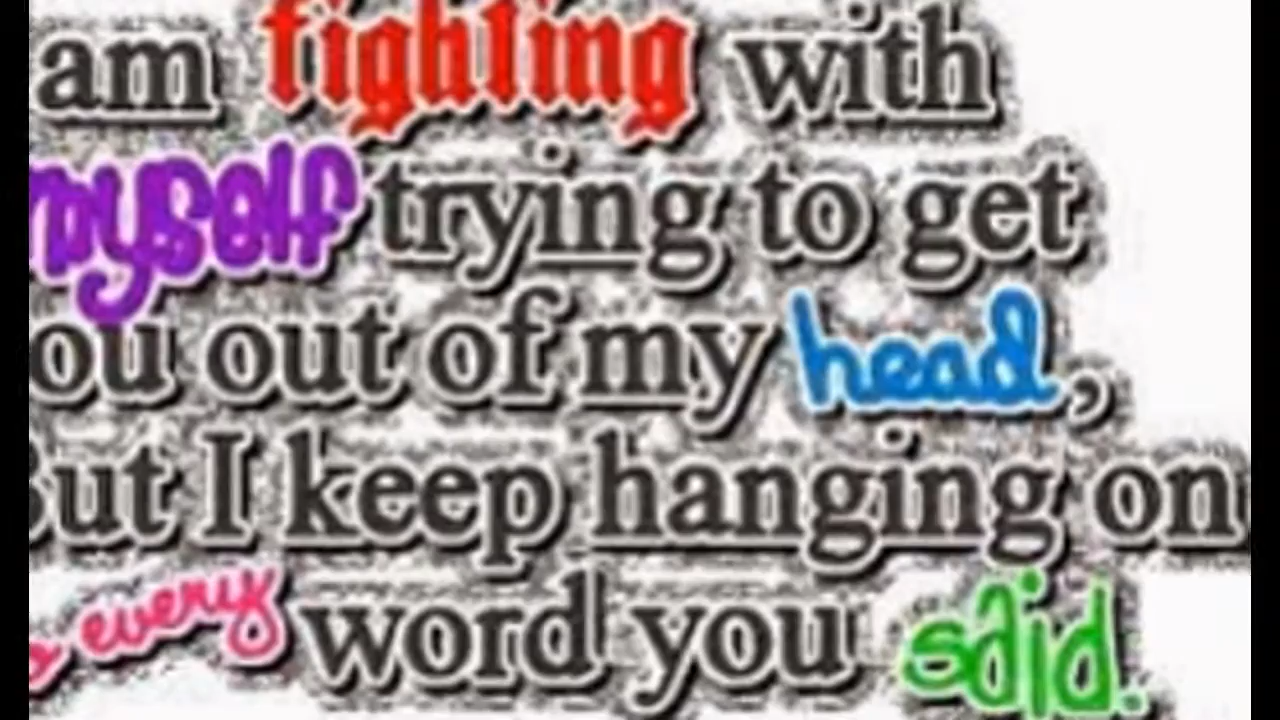 am fighting with
myself trying to get
ou out of my head,
But I keep hanging on
every word you said.